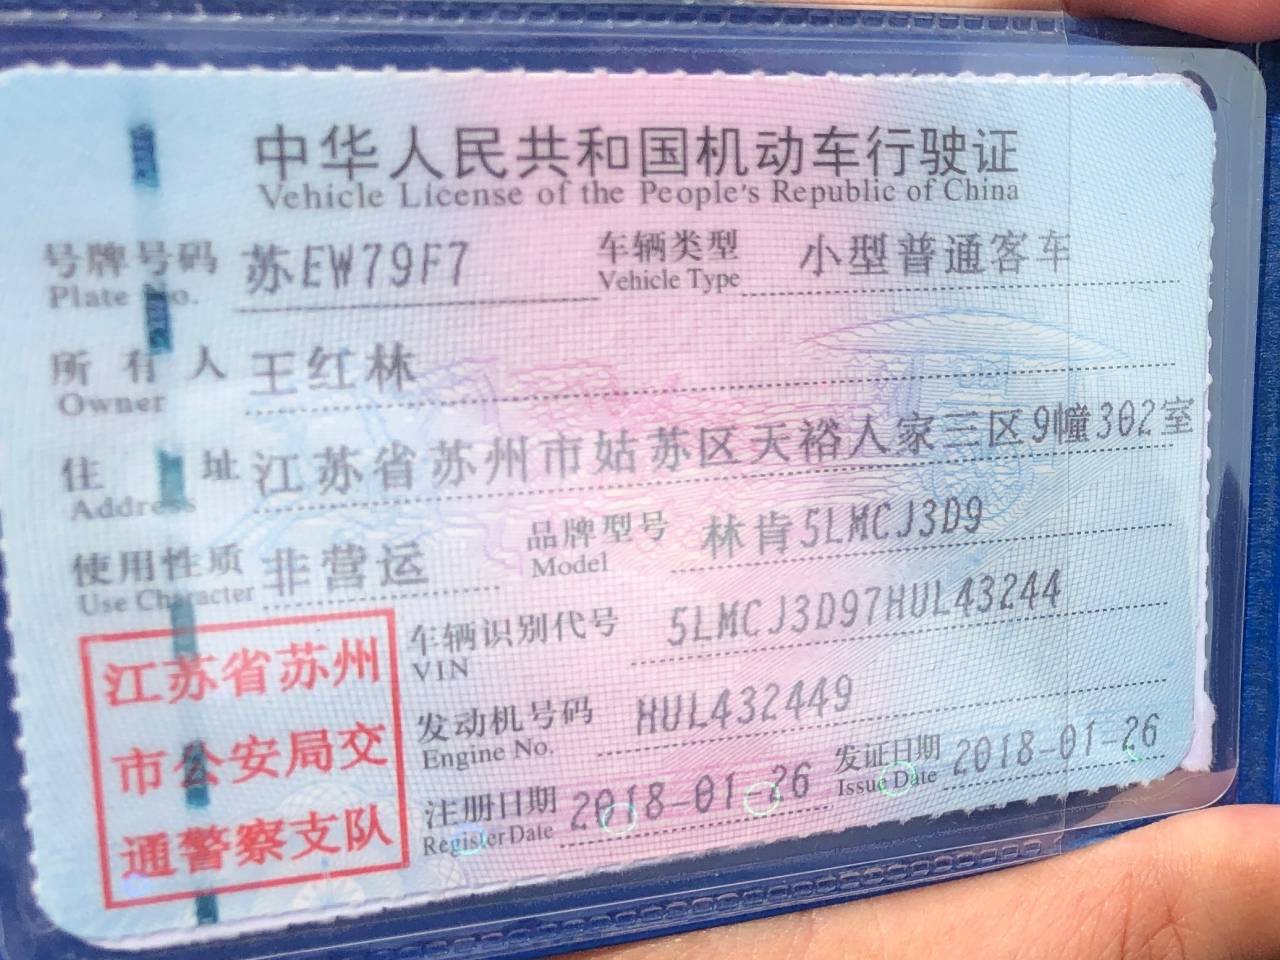 中华人民共和国机动车行驶证
Vehicle License of the People's Republic of China
号牌号码 苏EW79F7 车辆类型 小型普通客车
Plate No. Vehicle Type
所有人 王红林
Owner
住址 江苏省苏州市姑苏区天裕人家三区9幢302室
Address
使用性质 非营运 品牌型号 林肯5LMCJ3D9
Use Character Model
江苏省苏州
市公安局交
通警察支队
车辆识别代号 5LMCJ3D97HUL43244
VIN
发动机号码 HUL432449
Engine No.
注册日期 2018-01-26 发证日期 2018-01-26
Register Date Issue Date